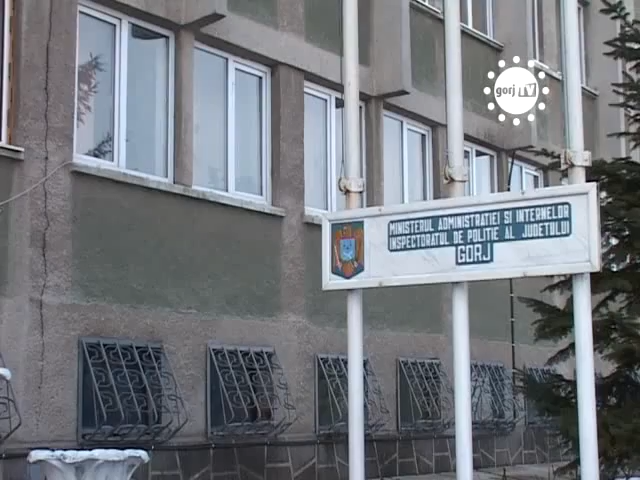 gorj TV
MINISTERUL ADMINISTRATIEI SI INTERNELOR
INSPECTORATUL DE POLITIE AL JUDETULUI
GORJ